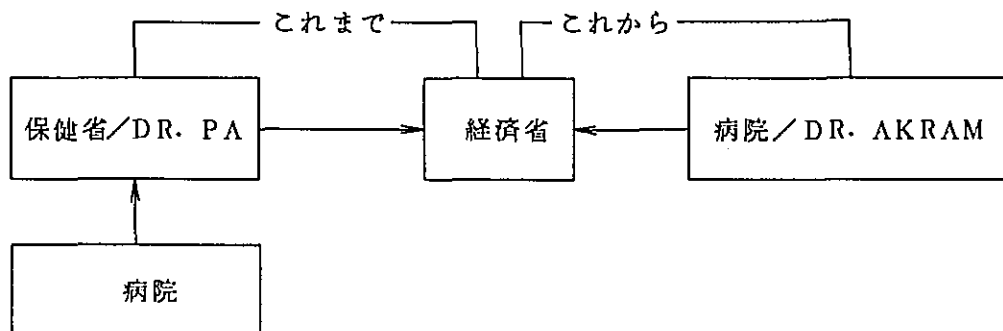 これまで
これから
保健省／DR. PA
経済省
病院／DR. AKRAM
病院